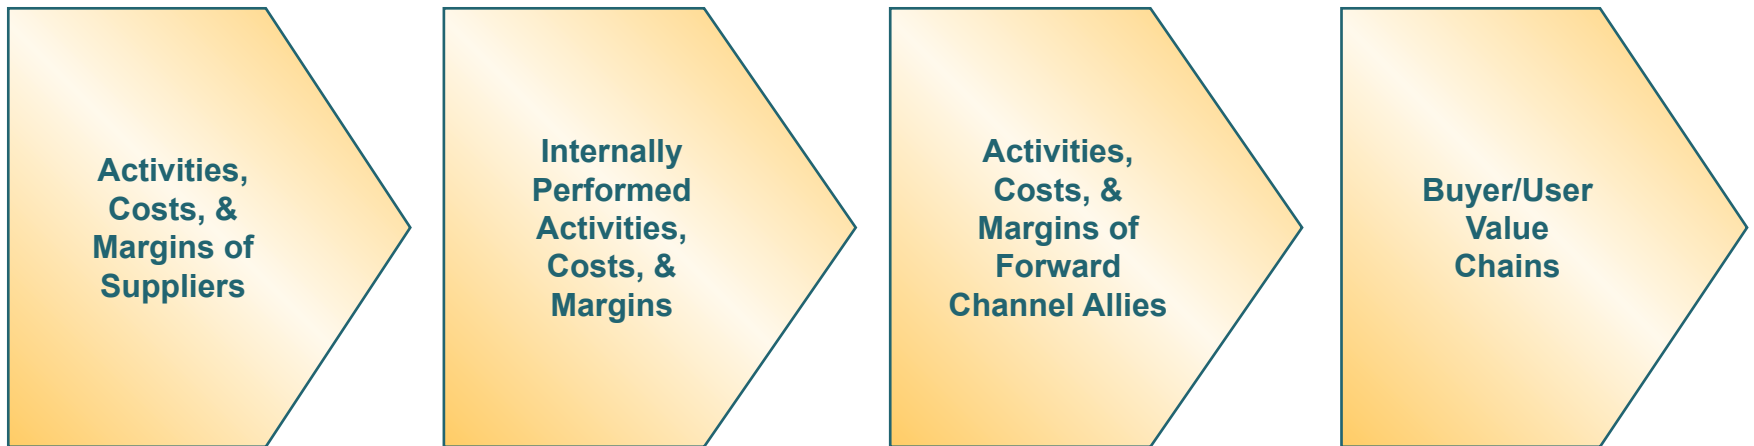 Activities,
Costs, &
Margins of
Suppliers
Internally
Performed
Activities,
Costs, &
Margins
Activities,
Costs, &
Margins of
Forward
Channel Allies
Buyer/User
Value
Chains